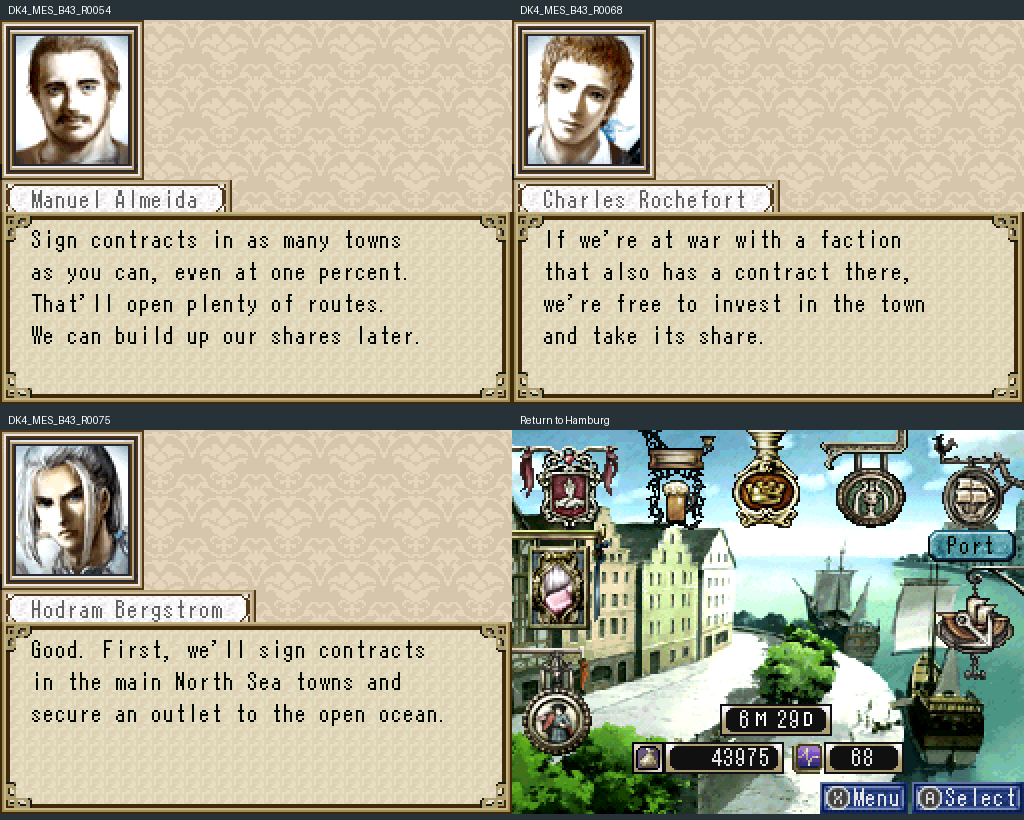 DK4_MES_B43_R0054
Manuel Almeida
Sign contracts in as many towns
as you can, even at one percent.
That'll open plenty of routes.
We can build up our shares later.
DK4_MES_B43_R0068
Charles Rochefort
If we're at war with a faction
that also has a contract there,
we're free to invest in the town
and take its share.
DK4_MES_B43_R0075
Hodram Bergstrom
Good. First, we'll sign contracts
in the main North Sea towns and
secure an outlet to the open ocean.
Return to Hamburg
Port
6M 29D
43975
68
X Menu
A Select